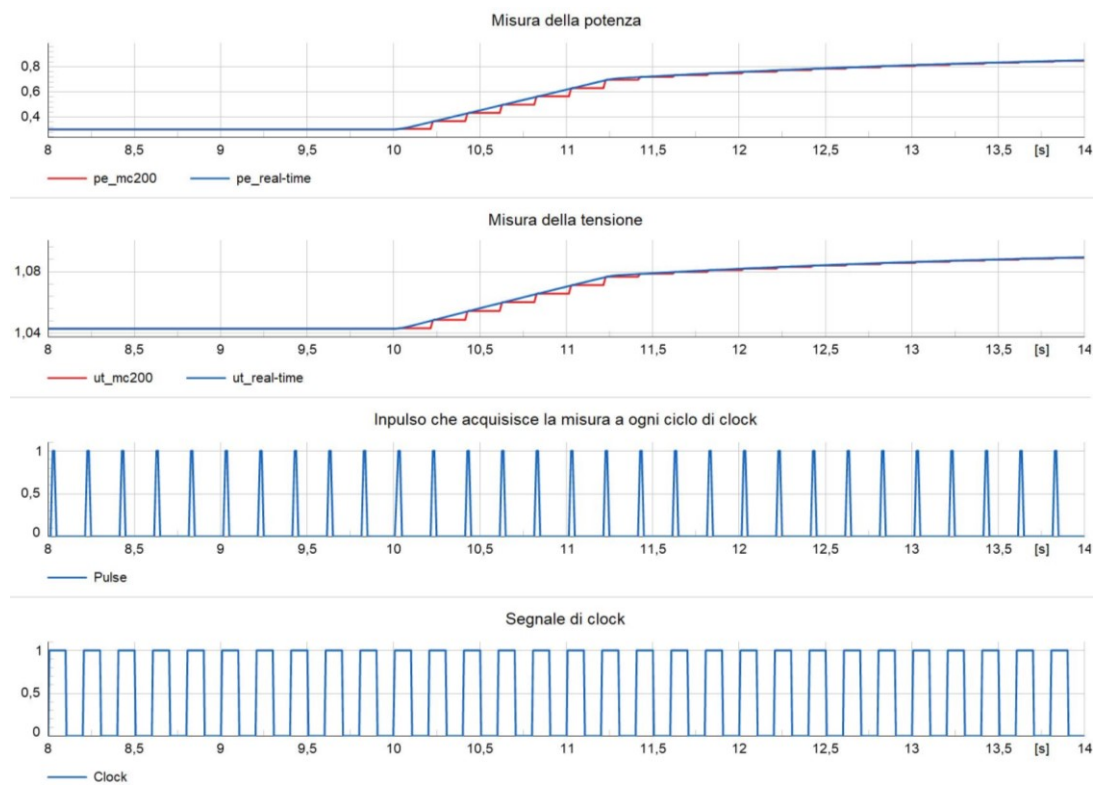 Misura della potenza
0,8
0,6
0,4
8 8,5 9 9,5 10 10,5 11 11,5 12 12,5 13 13,5 [s] 14
pe_mc200 pe_real-time
Misura della tensione
1,08
1,04
8 8,5 9 9,5 10 10,5 11 11,5 12 12,5 13 13,5 [s] 14
ut_mc200 ut_real-time
Inpulso che acquisisce la misura a ogni ciclo di clock
1
0,5
0
8 8,5 9 9,5 10 10,5 11 11,5 12 12,5 13 13,5 [s] 14
Pulse
Segnale di clock
1
0,5
0
8 8,5 9 9,5 10 10,5 11 11,5 12 12,5 13 13,5 [s] 14
Clock